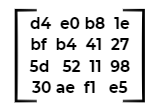 d4 e0 b8 1e
bf b4 41 27
5d 52 11 98
30 ae f1 e5